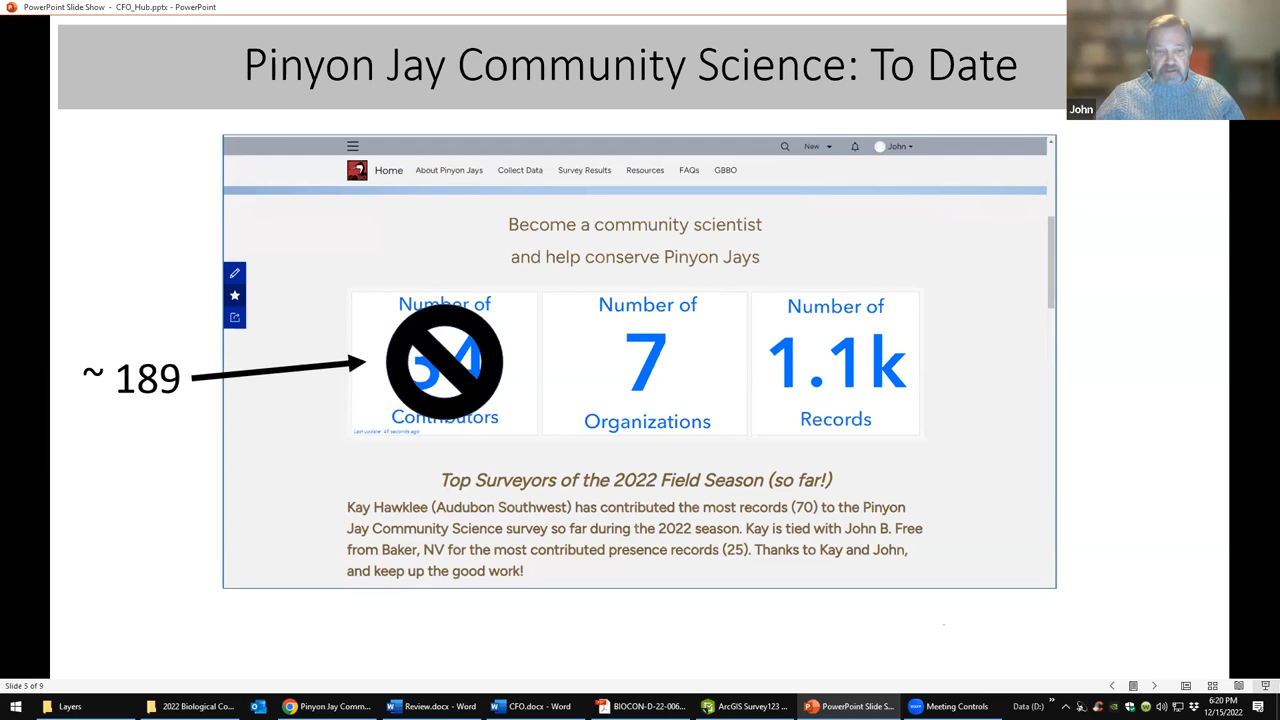 PowerPoint Slide Show - CFO_Hub.pptx - PowerPoint
Pinyon Jay Community Science: To Date
John
New
John
Home
About Pinyon Jays
Collect Data
Survey Results
Resources
FAQs
GBBO
Become a community scientist
and help conserve Pinyon Jays
Number of
Contributors
Last update: 41 seconds ago
Number of
7
Organizations
Number of
1.1k
Records
~ 189
Top Surveyors of the 2022 Field Season (so far!)
Kay Hawklee (Audubon Southwest) has contributed the most records (70) to the Pinyon
Jay Community Science survey so far during the 2022 season. Kay is tied with John B. Free
from Baker, NV for the most contributed presence records (25). Thanks to Kay and John,
and keep up the good work!
Slide 5 of 9
Layers
2022 Biological Co...
Pinyon Jay Comm...
Review.docx - Word
CFO.docx - Word
BIOCON-D-22-006...
ArcGIS Survey123 ...
PowerPoint Slide S...
Meeting Controls
Data (D:)
6:20 PM
12/15/2022